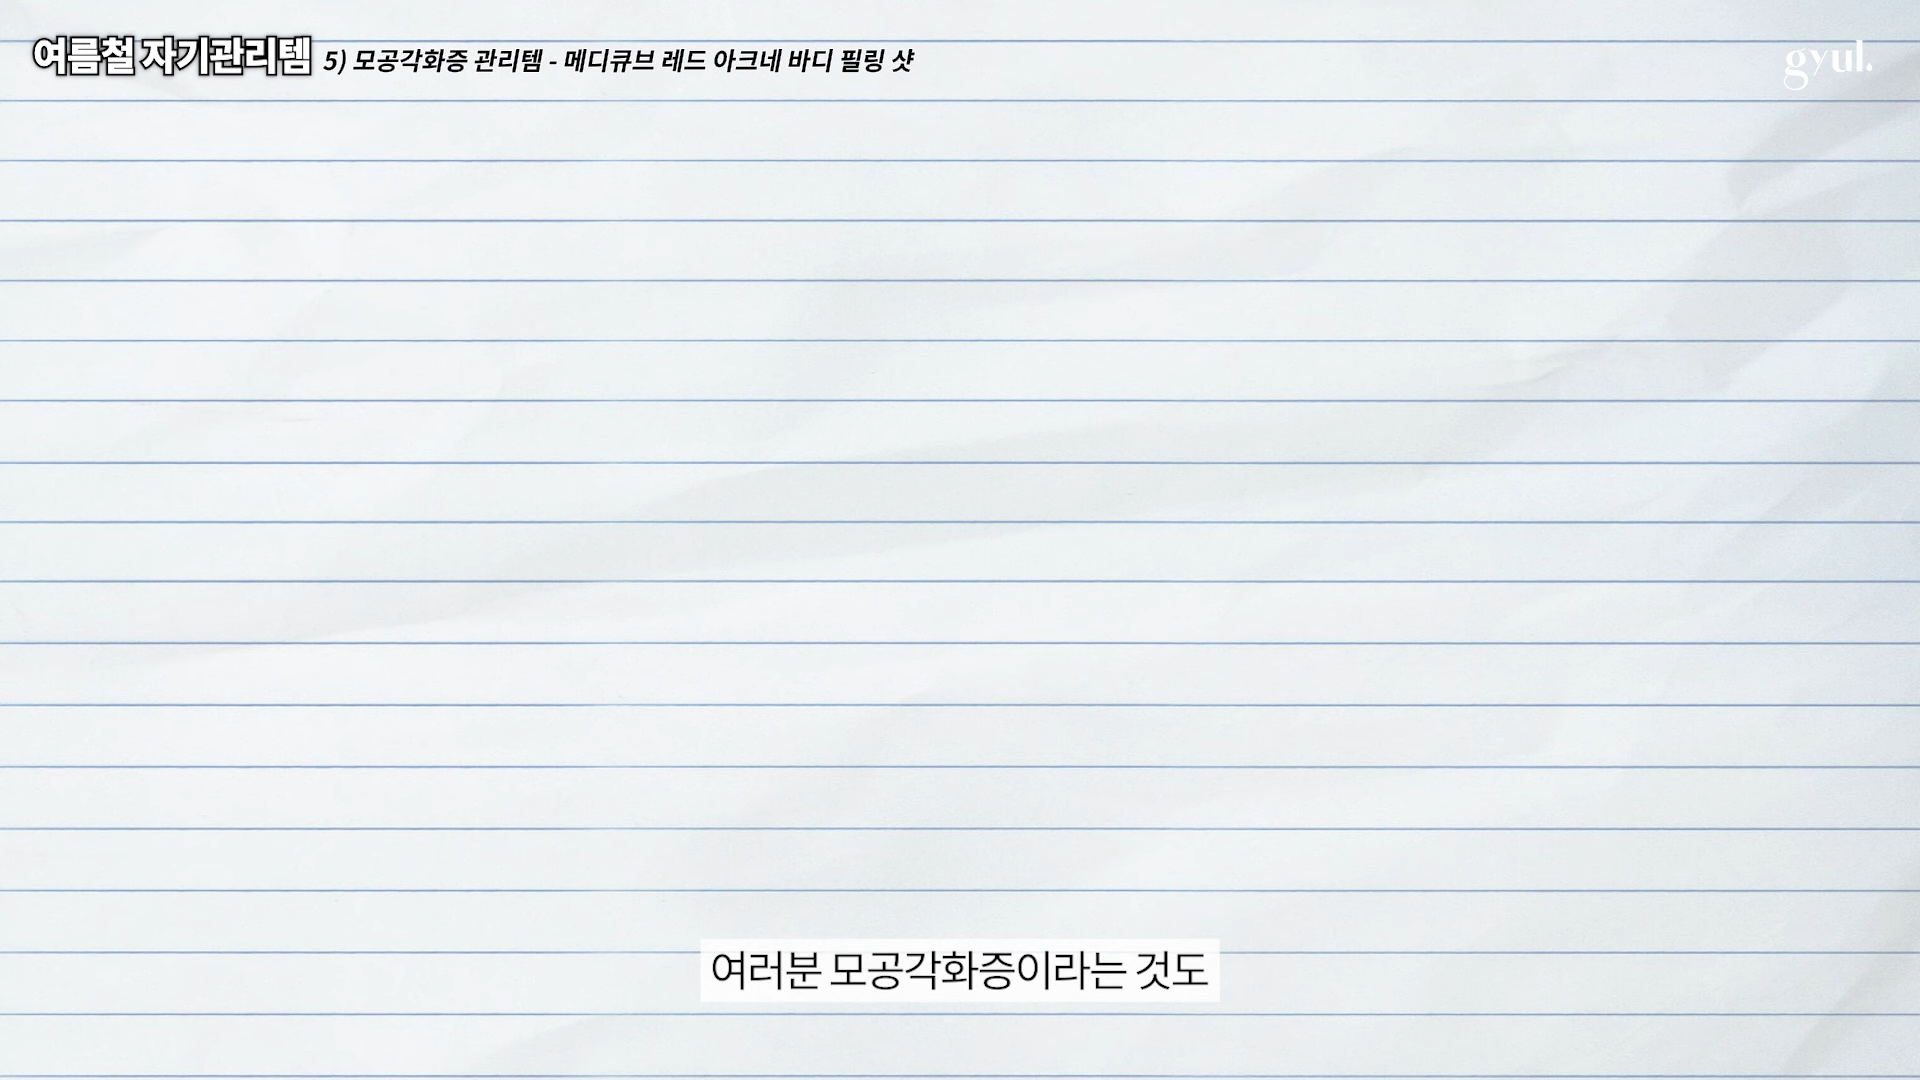 여름철 자기관리템 5) 모공각화증 관리템 - 메디큐브 레드 아크네 바디 필링 샷
gyul.
여러분 모공각화증이라는 것도